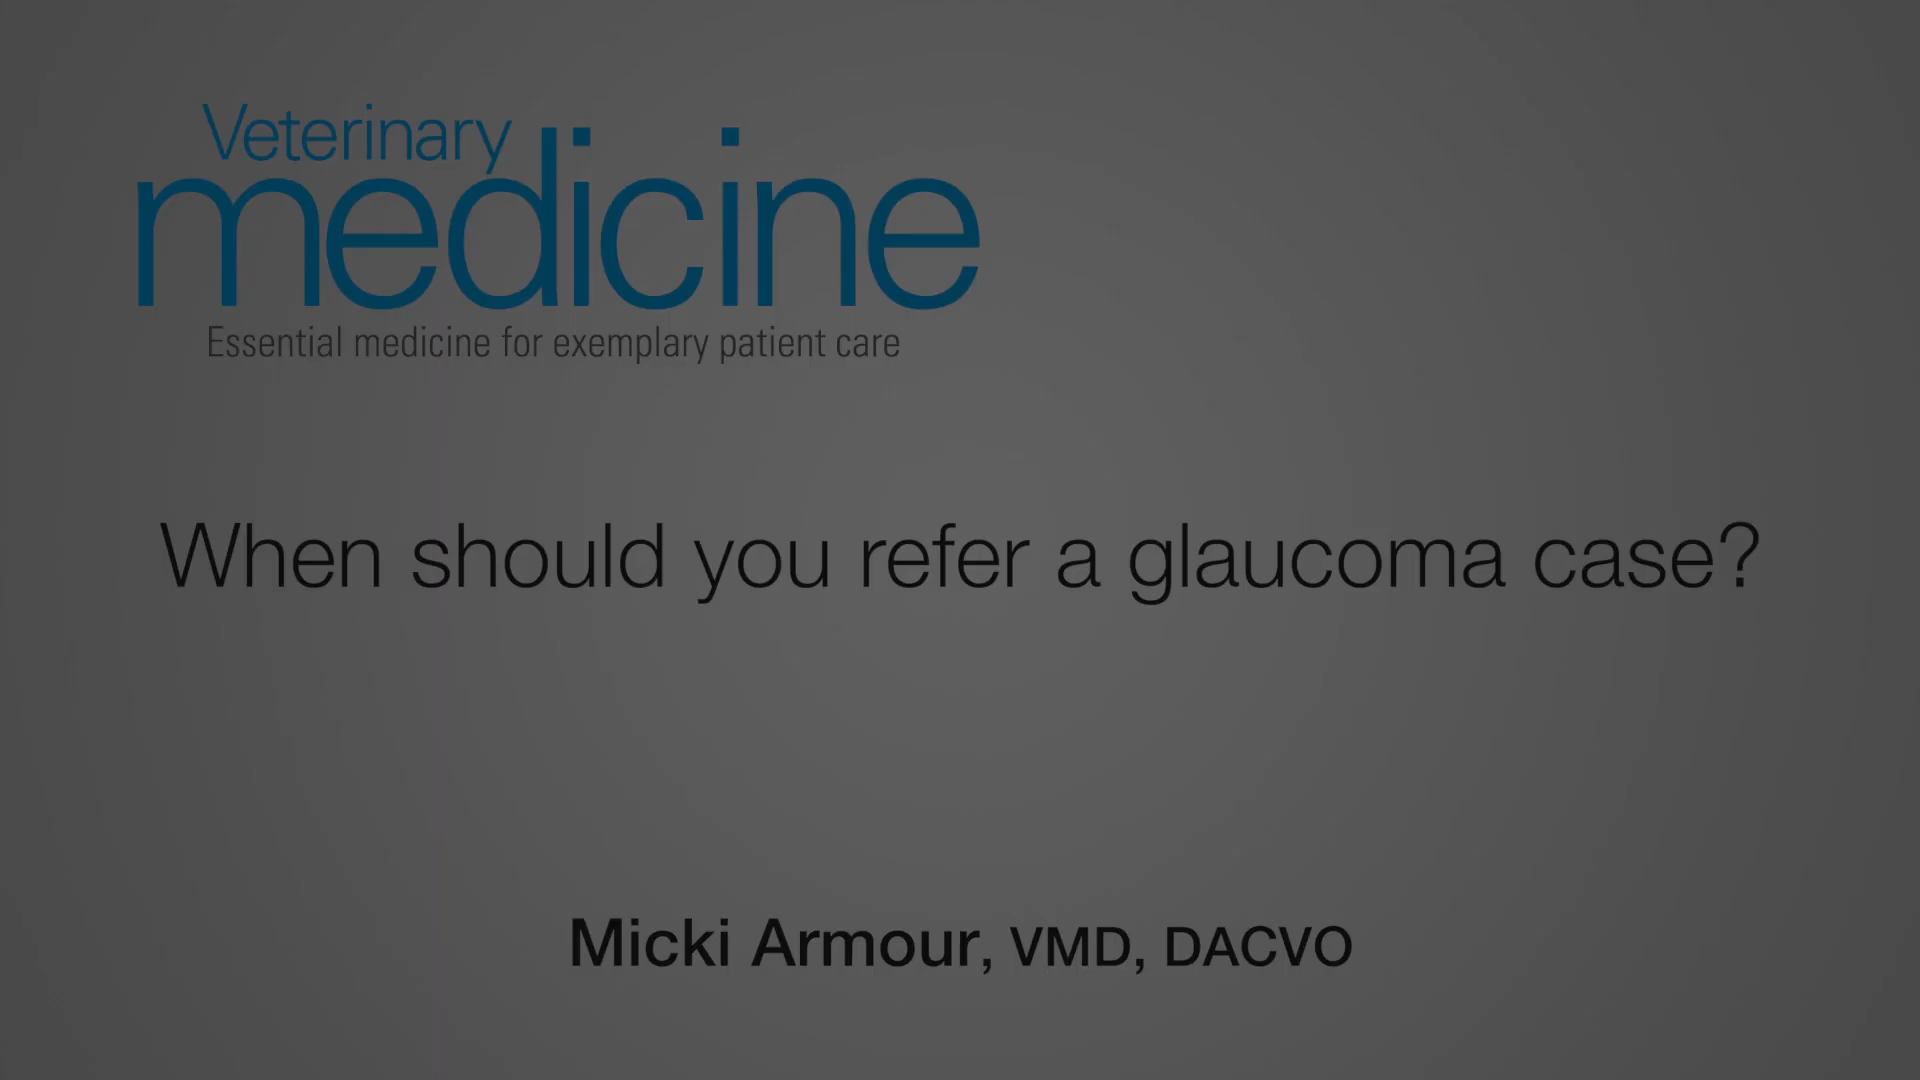 Veterinary
medicine
Essential medicine for exemplary patient care
When should you refer a glaucoma case?
Micki Armour, VMD, DACVO